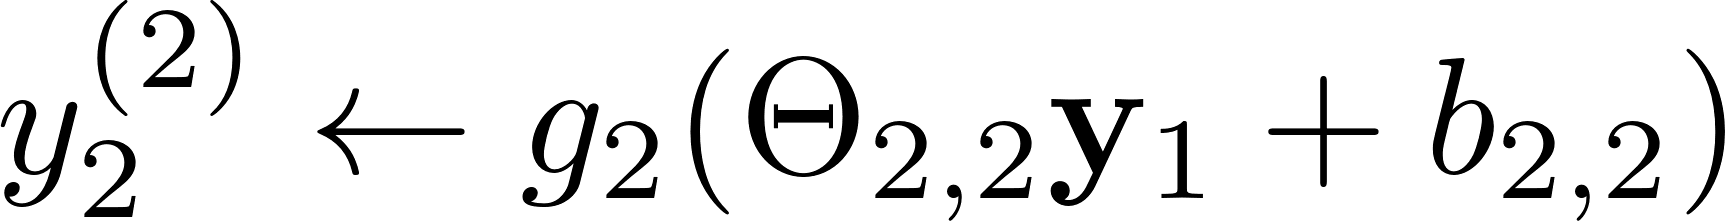 y_2^{(2)} ← g_2(Θ_{2,2}𝐲_1 + b_{2,2})